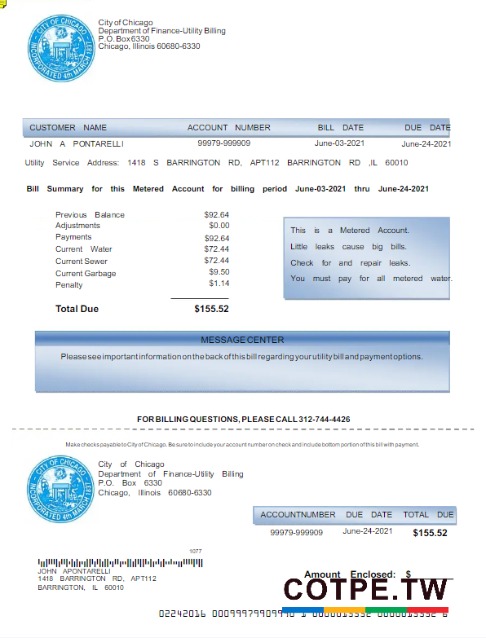 City of Chicago
Department of Finance-Utility Billing
P.O. Box 6330
Chicago, Illinois 60680-6330
CITY OF CHICAGO
INCORPORATED 4th MARCH 1837
CUSTOMER NAME ACCOUNT NUMBER BILL DATE DUE DATE
JOHN A PONTARELLI 99979-999909 June-03-2021 June-24-2021
Utility Service Address: 1418 S BARRINGTON RD, APT112 BARRINGTON RD ,IL 60010
Bill Summary for this Metered Account for billing period June-03-2021 thru June-24-2021
Previous Balance $92.64
Adjustments $0.00
Payments $92.64
Current Water $72.44
Current Sewer $72.44
Current Garbage $9.50
Penalty $1.14
Total Due $155.52
This is a Metered Account.
Little leaks cause big bills.
Check for and repair leaks.
You must pay for all metered water.
MESSAGE CENTER
Please see important information on the back of this bill regarding your utility bill and payment options.
FOR BILLING QUESTIONS, PLEASE CALL 312-744-4426
Make checks payable to City of Chicago. Be sure to include your account number on check and include bottom portion of this bill with payment.
City of Chicago
Department of Finance-Utility Billing
P.O. Box 6330
Chicago, Illinois 60680-6330
CITY OF CHICAGO
INCORPORATED 4th MARCH 1837
ACCOUNTNUMBER DUE DATE TOTAL DUE
99979-999909 June-24-2021 $155.52
1077
JOHN APONTARELLI
1418 BARRINGTON RD, APT112
BARRINGTON, IL 60010
Amount Enclosed: $
COTPE.TW
02242016